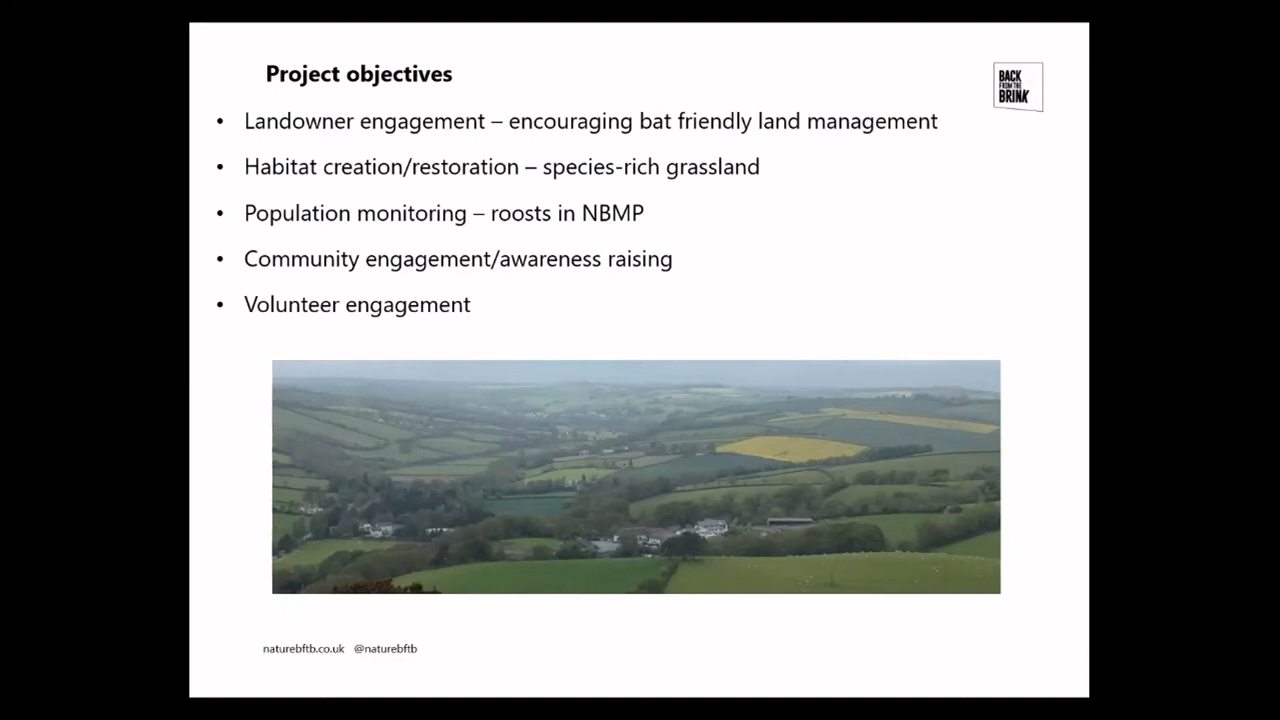 Project objectives
BACK
FROM THE
BRINK
• Landowner engagement – encouraging bat friendly land management
• Habitat creation/restoration – species-rich grassland
• Population monitoring – roosts in NBMP
• Community engagement/awareness raising
• Volunteer engagement
naturebftb.co.uk @naturebftb